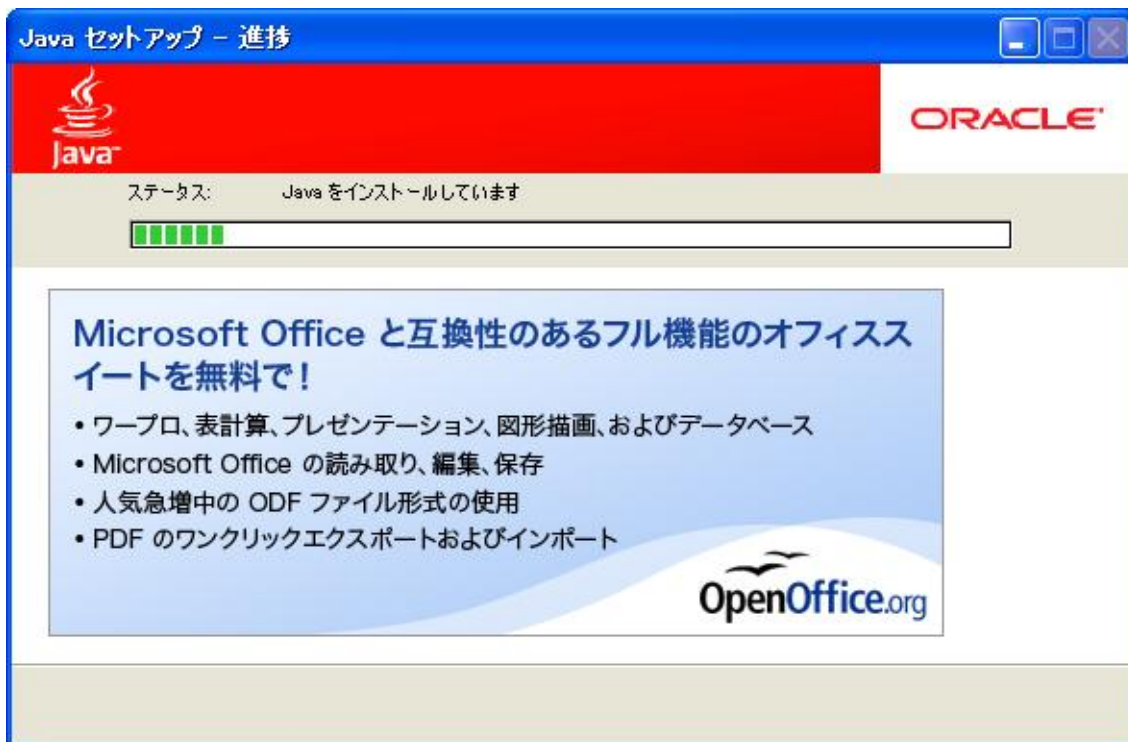 Java セットアップ - 進捗
Java
ORACLE
ステータス: Java をインストールしています
Microsoft Office と互換性のあるフル機能のオフィスス
イートを無料で!
• ワープロ、表計算、プレゼンテーション、図形描画、およびデータベース
• Microsoft Office の読み取り、編集、保存
• 人気急増中の ODF ファイル形式の使用
• PDF のワンクリックエクスポートおよびインポート
OpenOffice.org